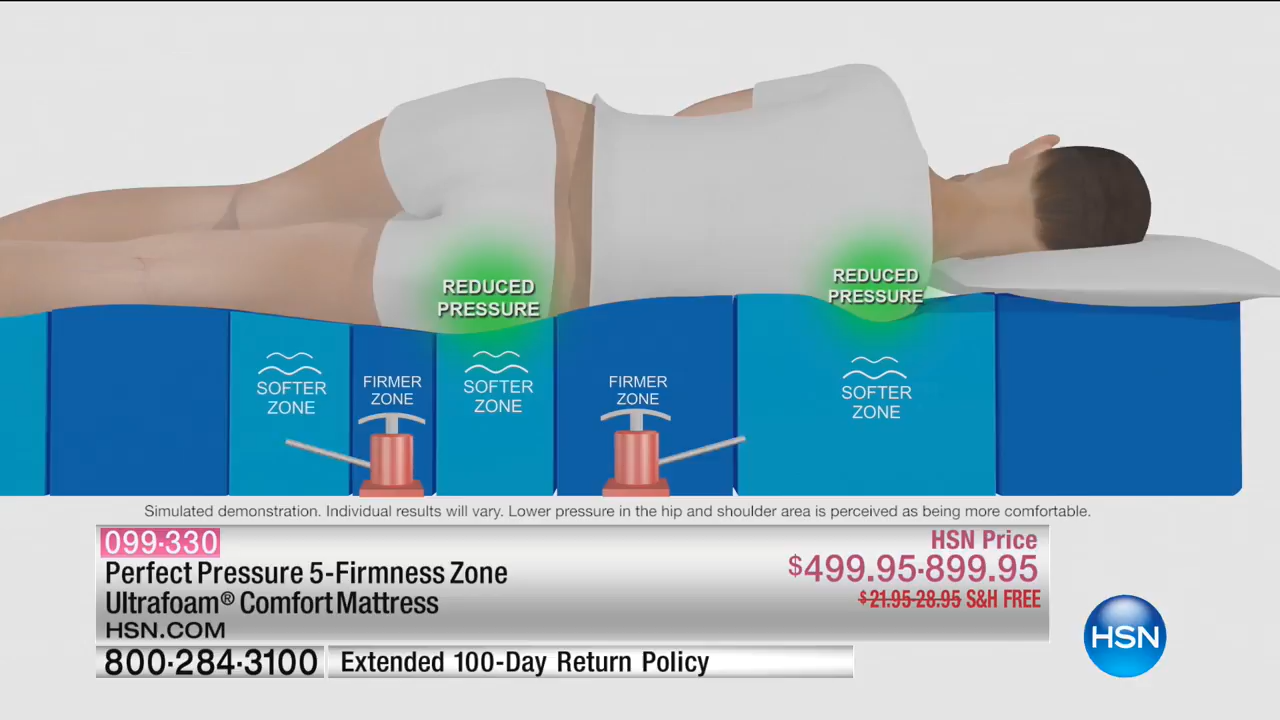 REDUCED
PRESSURE
REDUCED
PRESSURE
SOFTER
ZONE
FIRMER
ZONE
SOFTER
ZONE
FIRMER
ZONE
SOFTER
ZONE
Simulated demonstration. Individual results will vary. Lower pressure in the hip and shoulder area is perceived as being more comfortable.
099-330
HSN Price
Perfect Pressure 5-Firmness Zone
$499.95-899.95
Ultrafoam® Comfort Mattress
$21.95-28.95 S&H FREE
HSN.COM
HSN
800·284·3100
Extended 100-Day Return Policy